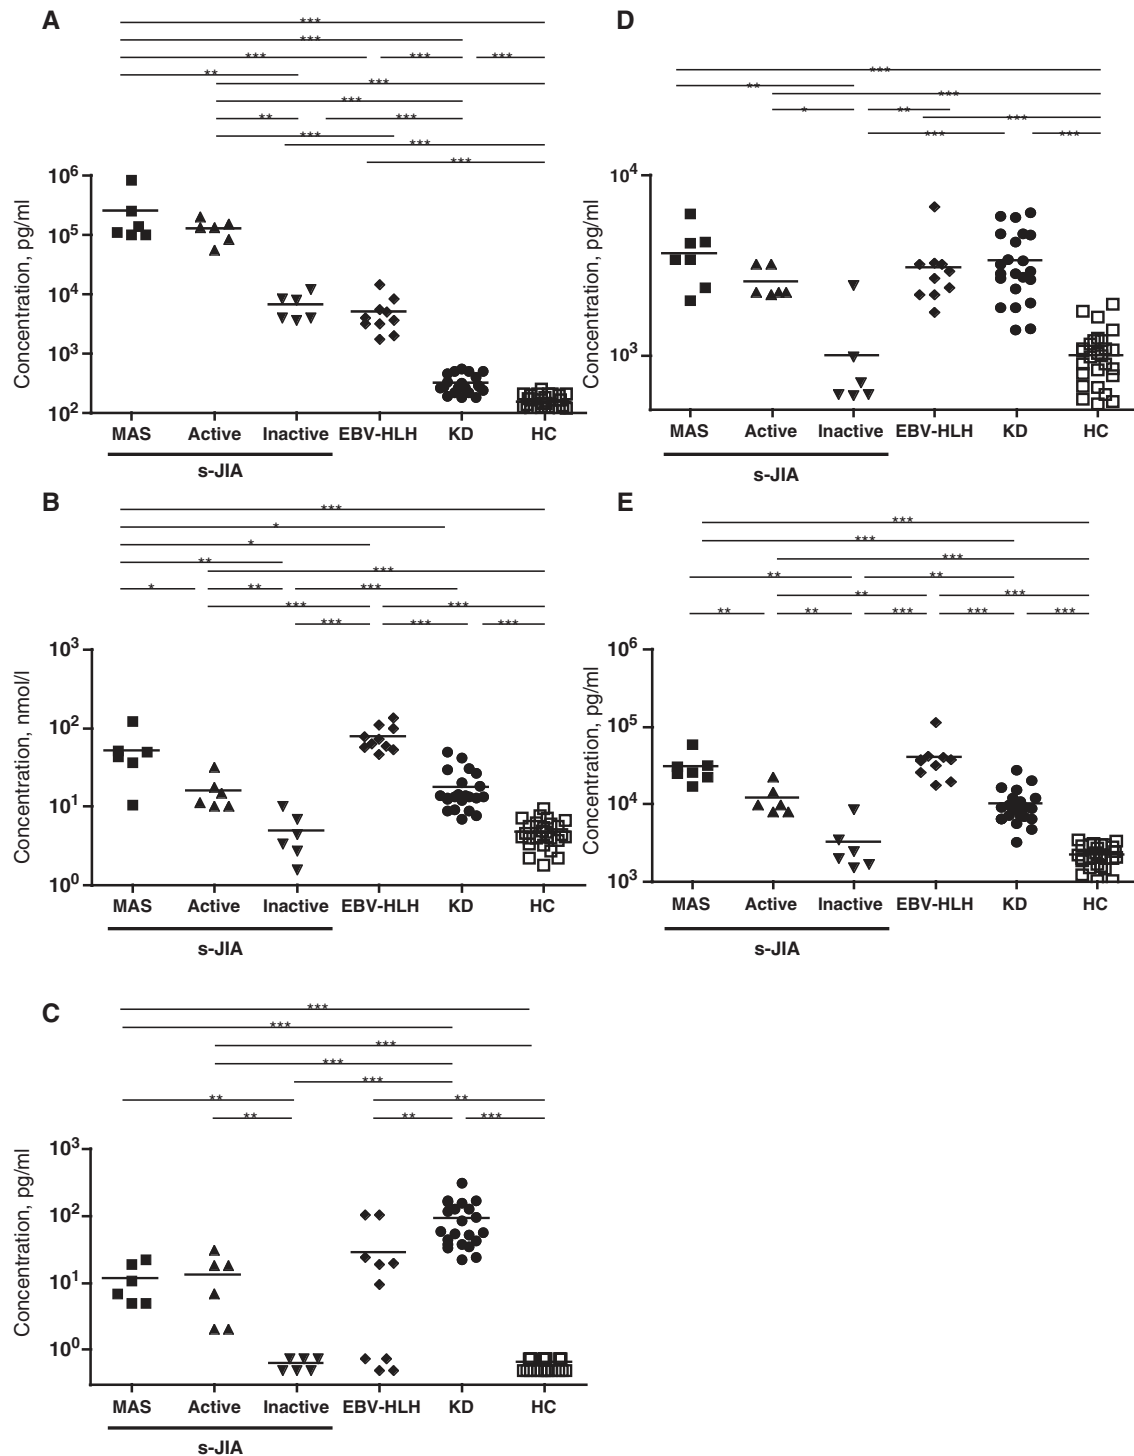 A
***
***
*** *** ***
**
***
***
** ***
***
***
***
Concentration, pg/ml
10⁶
10⁵
10⁴
10³
10²
MAS Active Inactive EBV-HLH KD HC
s-JIA
D
***
**
***
* **
***
*** ***
Concentration, pg/ml
10⁴
10³
MAS Active Inactive EBV-HLH KD HC
s-JIA
B
***
*
*
**
***
* ** ***
*** ***
*** *** ***
Concentration, nmol/l
10³
10²
10¹
10⁰
MAS Active Inactive EBV-HLH KD HC
s-JIA
E
***
***
***
** **
** ***
** ** *** *** ***
Concentration, pg/ml
10⁶
10⁵
10⁴
10³
MAS Active Inactive EBV-HLH KD HC
s-JIA
C
***
***
***
***
***
** **
** ** ***
Concentration, pg/ml
10³
10²
10¹
10⁰
MAS Active Inactive EBV-HLH KD HC
s-JIA